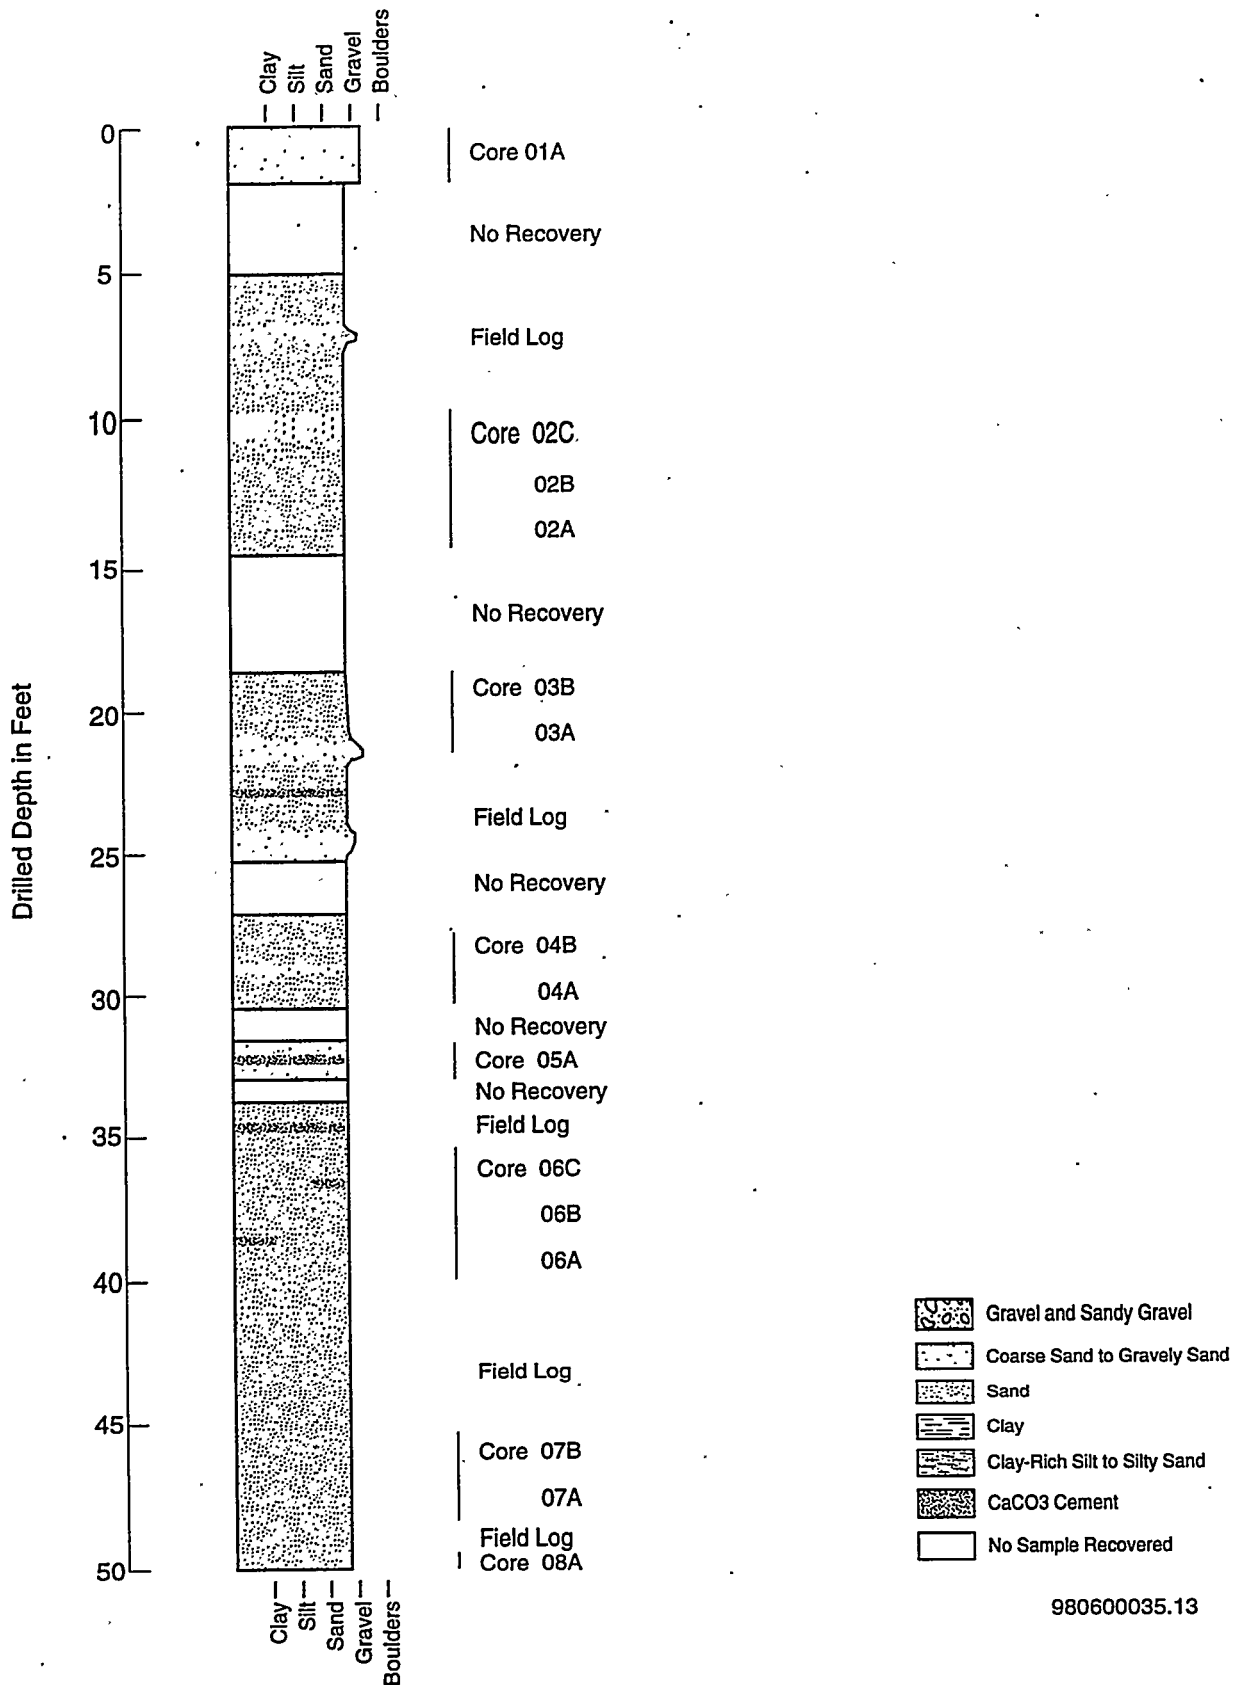 Clay
Silt
Sand
Gravel
Boulders
Drilled Depth in Feet
0
5
10
15
20
25
30
35
40
45
50
Core 01A
No Recovery
Field Log
Core 02C
02B
02A
No Recovery
Core 03B
03A
Field Log
No Recovery
Core 04B
04A
No Recovery
Core 05A
No Recovery
Field Log
Core 06C
06B
06A
Field Log
Core 07B
07A
Field Log
Core 08A
Clay
Silt
Sand
Gravel
Boulders
Gravel and Sandy Gravel
Coarse Sand to Gravely Sand
Sand
Clay
Clay-Rich Silt to Silty Sand
CaCO3 Cement
No Sample Recovered
980600035.13